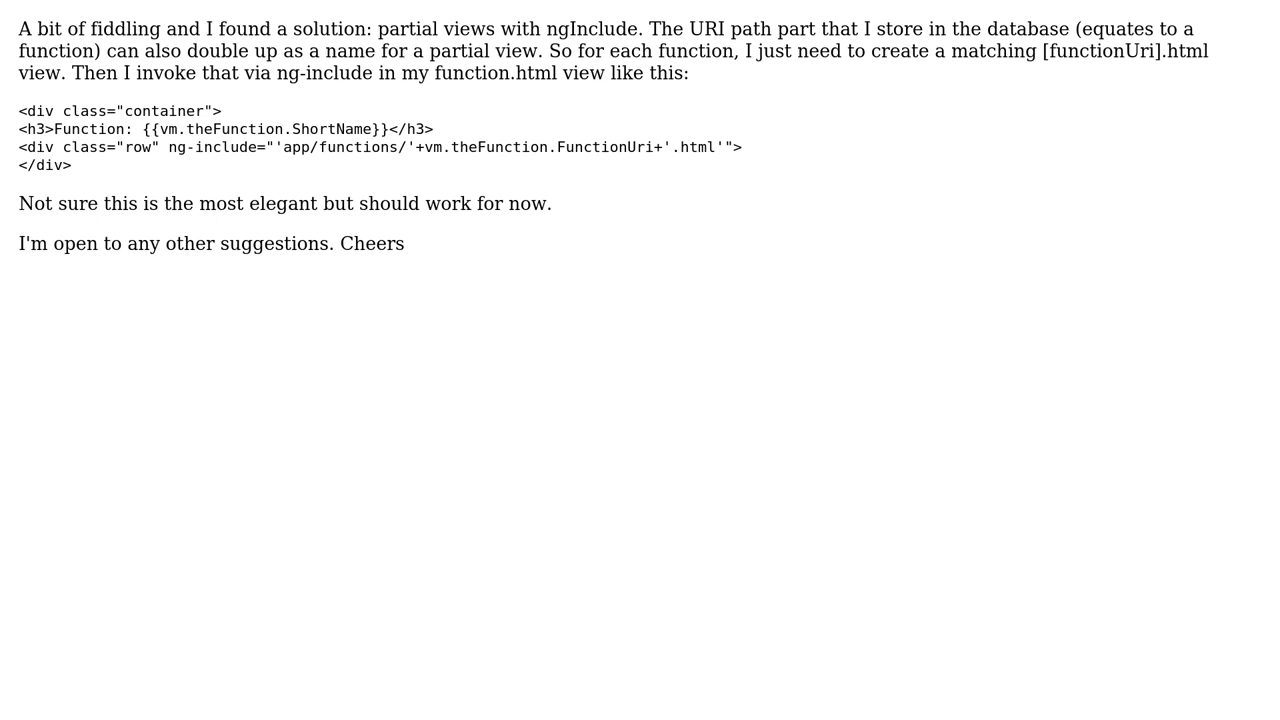 A bit of fiddling and I found a solution: partial views with ngInclude. The URI path part that I store in the database (equates to a
function) can also double up as a name for a partial view. So for each function, I just need to create a matching [functionUri].html
view. Then I invoke that via ng-include in my function.html view like this:
<div class="container">
<h3>Function: {{vm.theFunction.ShortName}}</h3>
<div class="row" ng-include="'app/functions/'+vm.theFunction.FunctionUri+'.html'">
</div>
Not sure this is the most elegant but should work for now.
I'm open to any other suggestions. Cheers